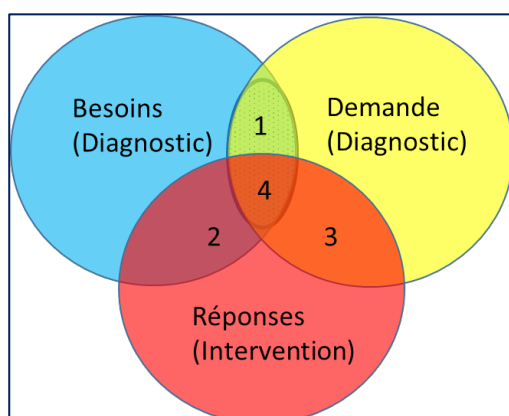 Besoins
(Diagnostic)
Demande
(Diagnostic)
1
4
2
3
Réponses
(Intervention)